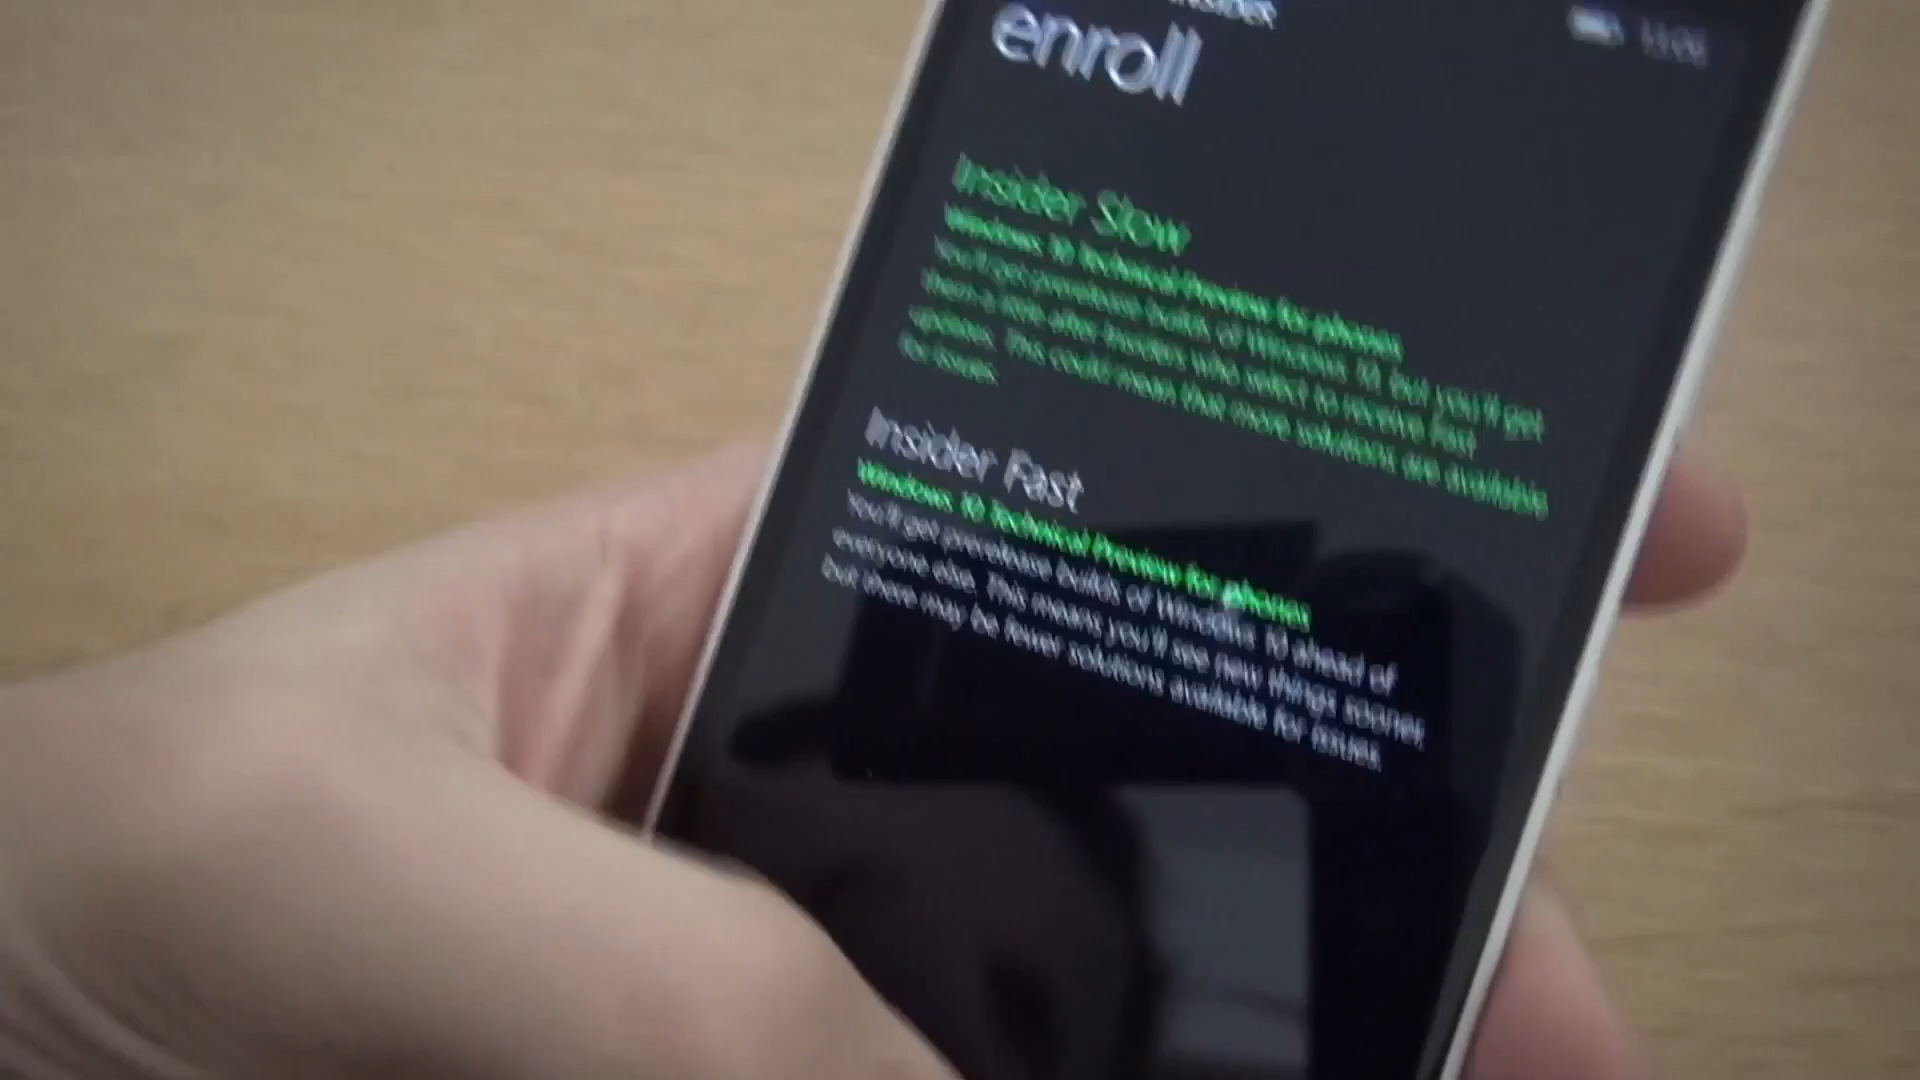 enroll
Insider Slow
Windows 10 Technical Preview for phones
You'll get prerelease builds of Windows 10, but you'll get
them a little after Insiders who select to receive Fast
updates. This could mean that more solutions are available
for issues.
Insider Fast
Windows 10 Technical Preview for phones
You'll get prerelease builds of Windows 10 ahead of
everyone else. This means you'll see new things sooner,
but there may be fewer solutions available for issues.